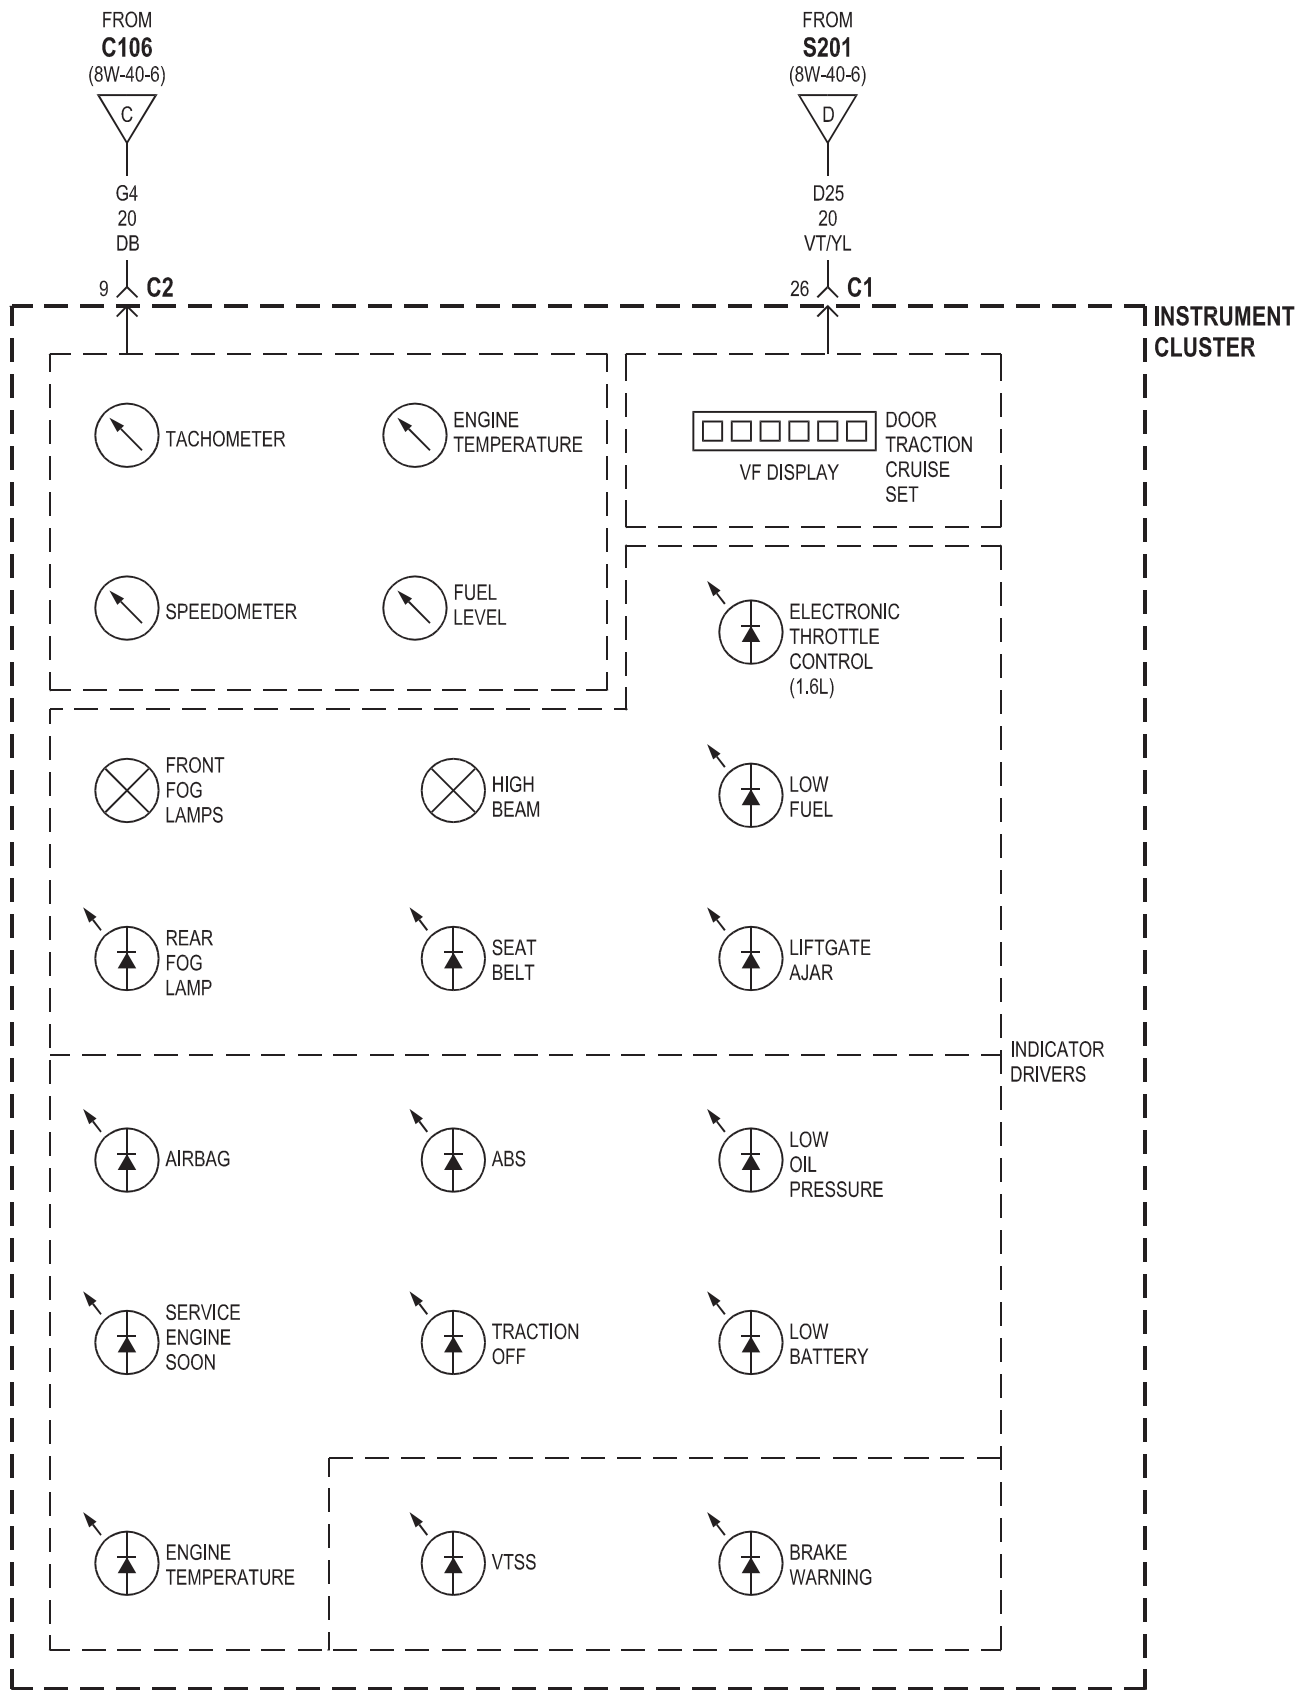 FROM
C106
(8W-40-6)
C
G4
20
DB
9 C2
FROM
S201
(8W-40-6)
D
D25
20
VT/YL
26 C1
INSTRUMENT
CLUSTER
TACHOMETER
ENGINE
TEMPERATURE
VF DISPLAY
DOOR
TRACTION
CRUISE
SET
SPEEDOMETER
FUEL
LEVEL
ELECTRONIC
THROTTLE
CONTROL
(1.6L)
FRONT
FOG
LAMPS
HIGH
BEAM
LOW
FUEL
REAR
FOG
LAMP
SEAT
BELT
LIFTGATE
AJAR
INDICATOR
DRIVERS
AIRBAG
ABS
LOW
OIL
PRESSURE
SERVICE
ENGINE
SOON
TRACTION
OFF
LOW
BATTERY
ENGINE
TEMPERATURE
VTSS
BRAKE
WARNING